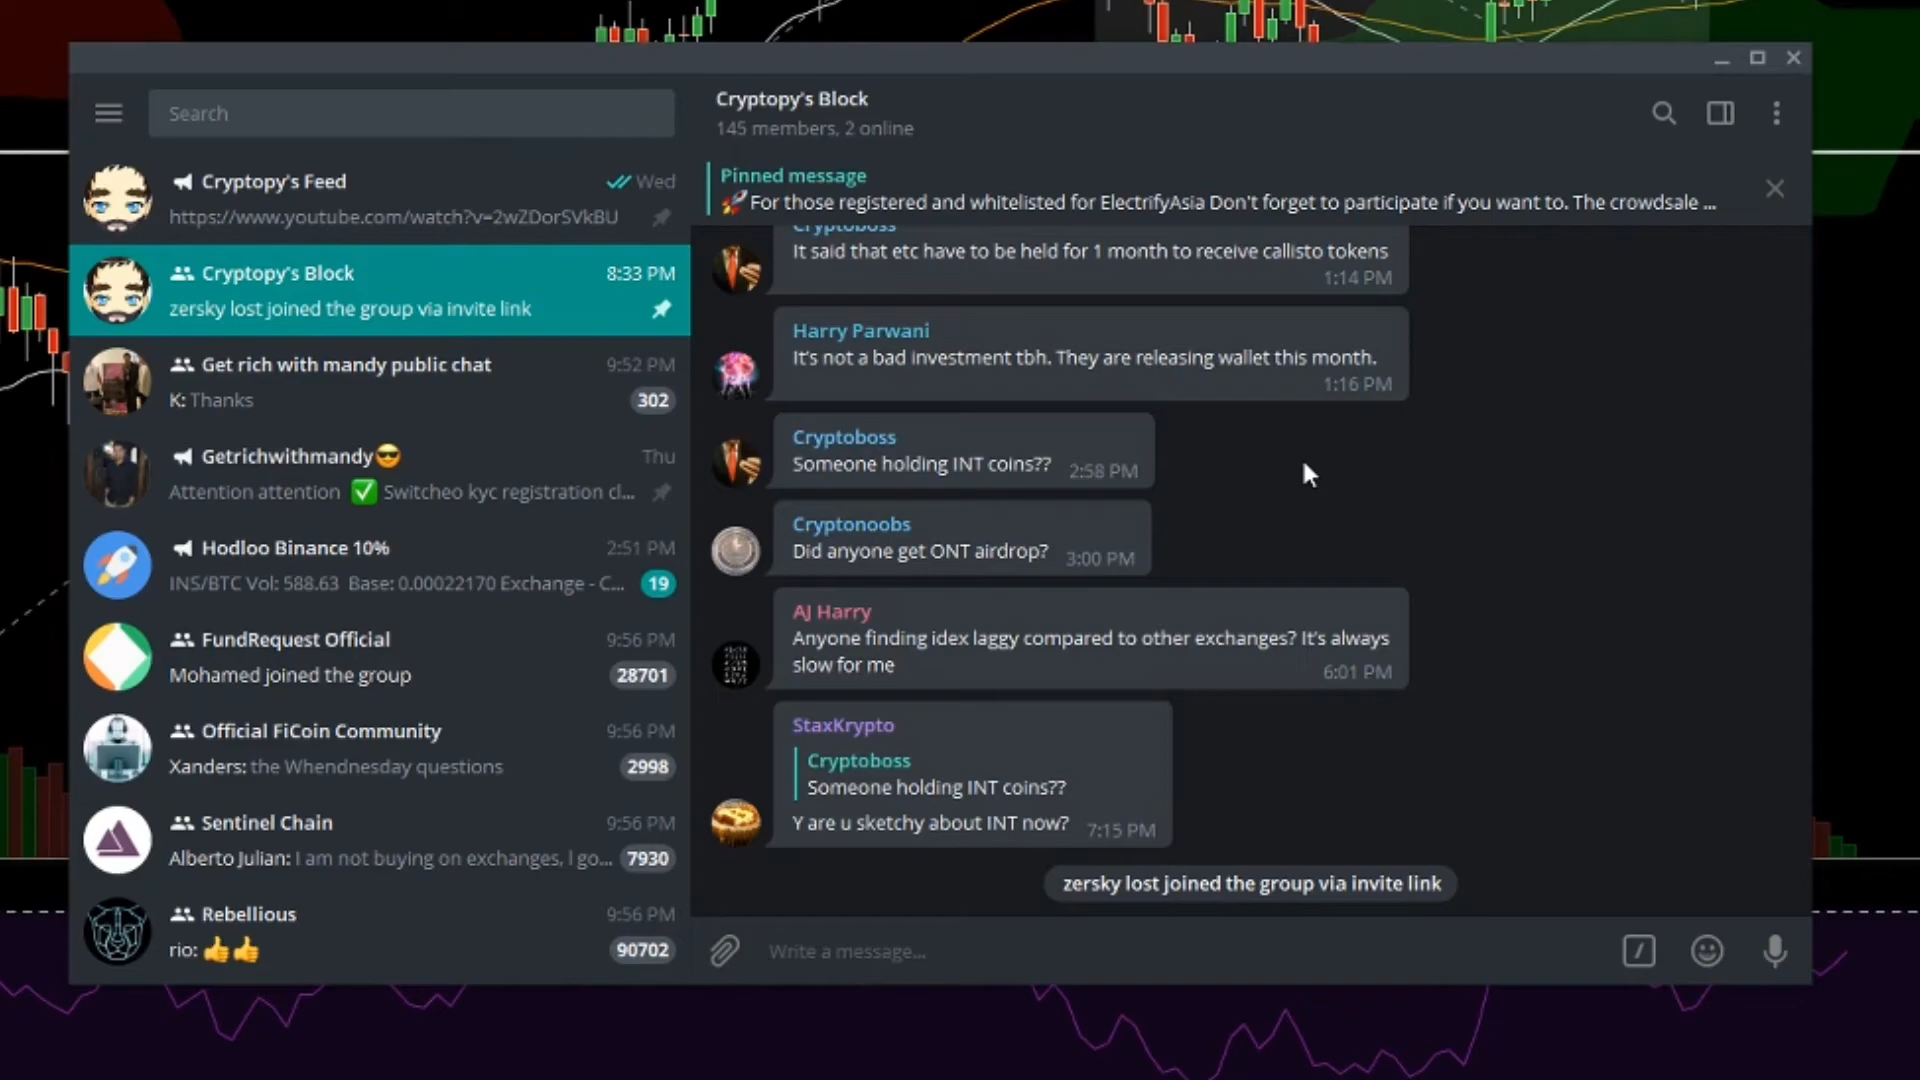 Search
Cryptopy's Feed
Wed
https://www.youtube.com/watch?v=2wZDorSVkBU
Cryptopy's Block
8:33 PM
zersky lost joined the group via invite link
Get rich with mandy public chat
9:52 PM
K: Thanks
302
Getrichwithmandy😎
Thu
Attention attention ✅ Switcheo kyc registration cl...
Hodloo Binance 10%
2:51 PM
INS/BTC Vol: 588.63 Base: 0.00022170 Exchange - C...
19
FundRequest Official
9:56 PM
Mohamed joined the group
28701
Official FiCoin Community
9:56 PM
Xanders: the Whendnesday questions
2998
Sentinel Chain
9:56 PM
Alberto Julian: I am not buying on exchanges, I go...
7930
Rebellious
9:56 PM
rio: 👍👍
90702
Cryptopy's Block
145 members, 2 online
Pinned message
🚀 For those registered and whitelisted for ElectrifyAsia Don't forget to participate if you want to. The crowdsale ...
Cryptoboss
It said that etc have to be held for 1 month to receive callisto tokens
1:14 PM
Harry Parwani
It's not a bad investment tbh. They are releasing wallet this month.
1:16 PM
Cryptoboss
Someone holding INT coins??
2:58 PM
Cryptonoobs
Did anyone get ONT airdrop?
3:00 PM
AJ Harry
Anyone finding idex laggy compared to other exchanges? It's always
slow for me
6:01 PM
StaxKrypto
Cryptoboss
Someone holding INT coins??
Y are u sketchy about INT now?
7:15 PM
zersky lost joined the group via invite link
Write a message...